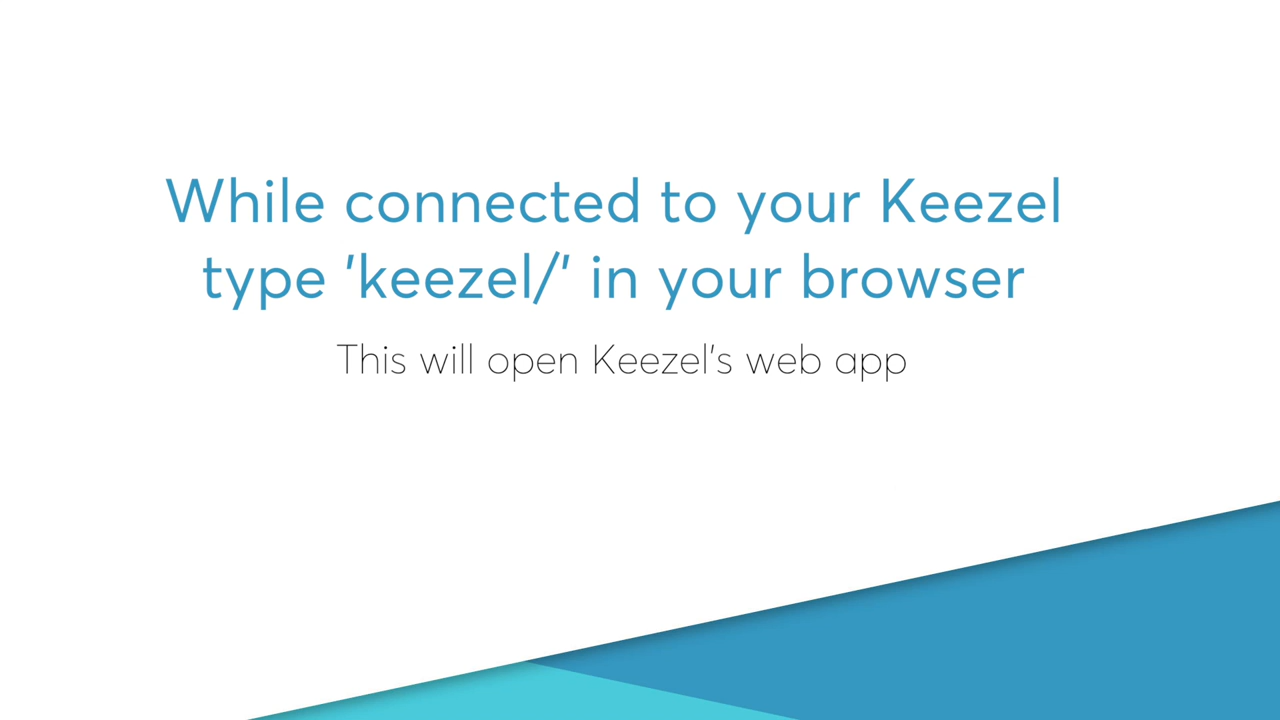 While connected to your Keezel
type 'keezel/' in your browser
This will open Keezel's web app